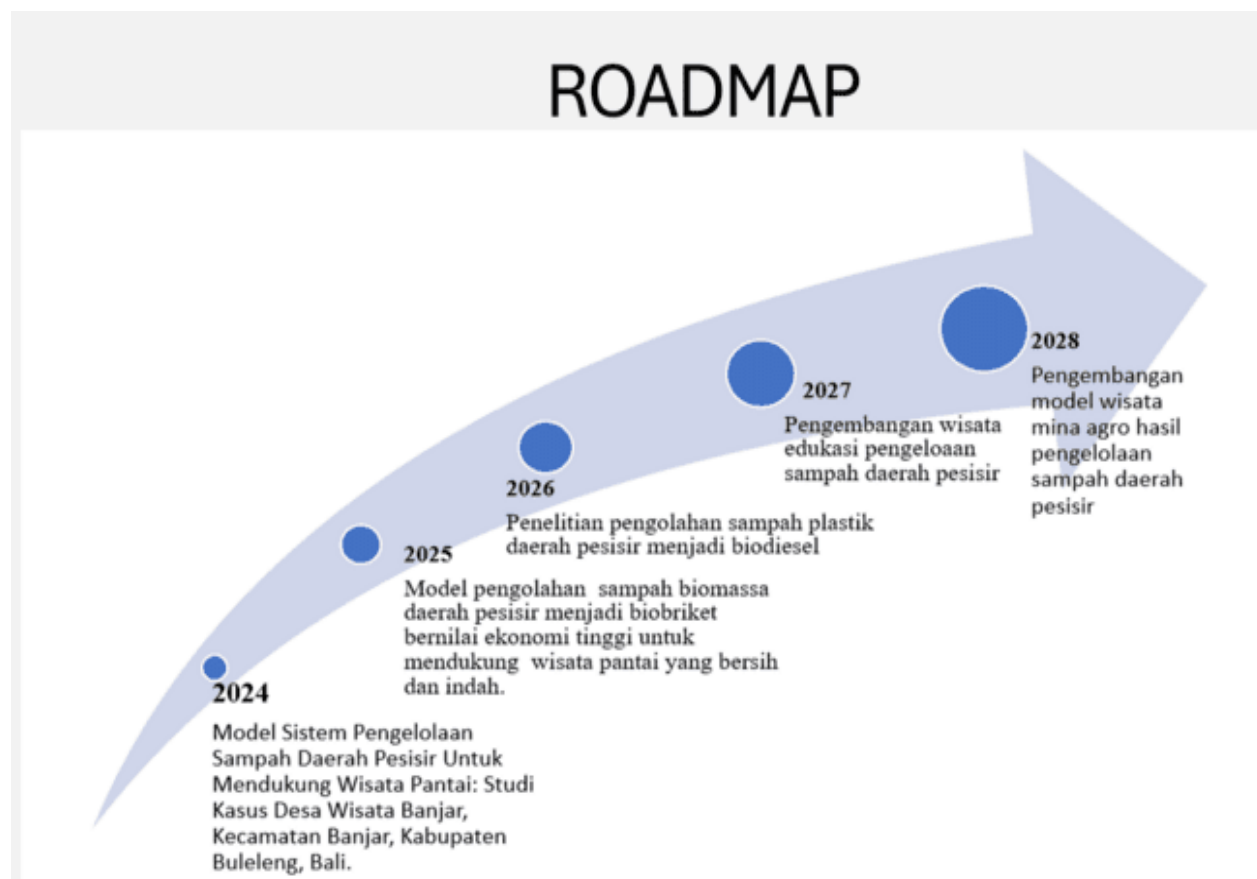 ROADMAP
2024
Model Sistem Pengelolaan
Sampah Daerah Pesisir Untuk
Mendukung Wisata Pantai: Studi
Kasus Desa Wisata Banjar,
Kecamatan Banjar, Kabupaten
Buleleng, Bali.
2025
Model pengolahan sampah biomassa
daerah pesisir menjadi biobriket
bernilai ekonomi tinggi untuk
mendukung wisata pantai yang bersih
dan indah.
2026
Penelitian pengolahan sampah plastik
daerah pesisir menjadi biodiesel
2027
Pengembangan wisata
edukasi pengeloaan
sampah daerah pesisir
2028
Pengembangan
model wisata
mina agro hasil
pengelolaan
sampah daerah
pesisir